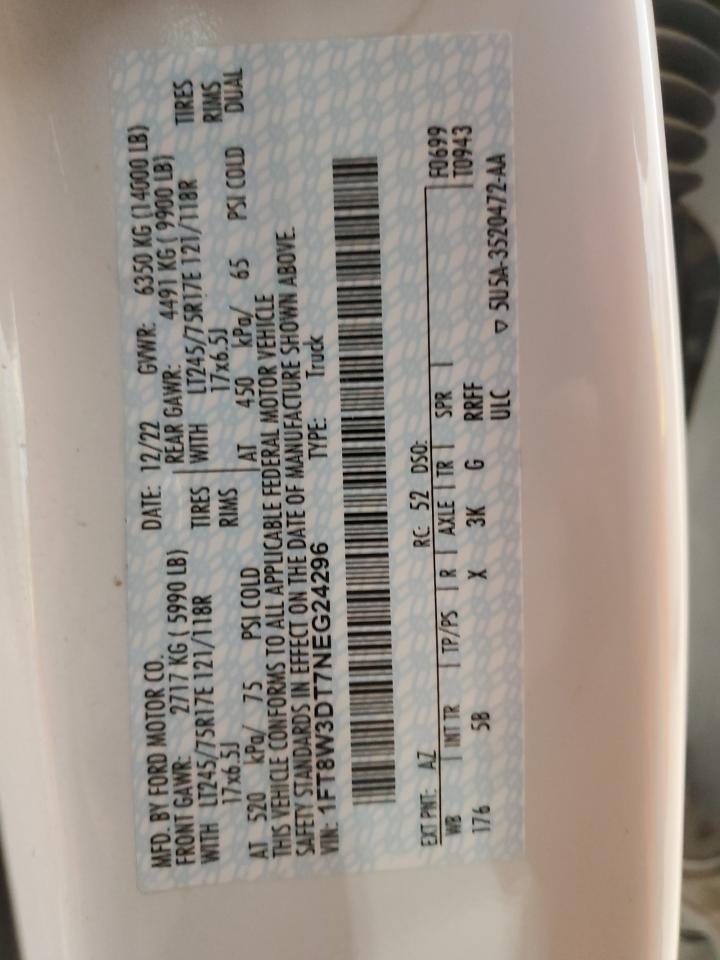 MFD. BY FORD MOTOR CO. DATE: 12/22 GVWR: 6350 KG (14000 LB)
FRONT GAWR: 2717 KG ( 5990 LB) REAR GAWR: 4491 KG ( 9900 LB)
WITH LT245/75R17E 121/118R TIRES WITH LT245/75R17E 121/118R TIRES
17x6.5J RIMS 17x6.5J RIMS
AT 520 kPa/ 75 PSI COLD AT 450 kPa/ 65 PSI COLD DUAL
THIS VEHICLE CONFORMS TO ALL APPLICABLE FEDERAL MOTOR VEHICLE
SAFETY STANDARDS IN EFFECT ON THE DATE OF MANUFACTURE SHOWN ABOVE.
VIN: 1FT8W3DT7NEG24296 TYPE: Truck
EXT PNT: AZ RC: 52 DSO: F0699
WB INT TR TP/PS R AXLE TR SPR T0943
176 5B X 3K G RRFF
ULC ▽ 5U5A-3520472-AA